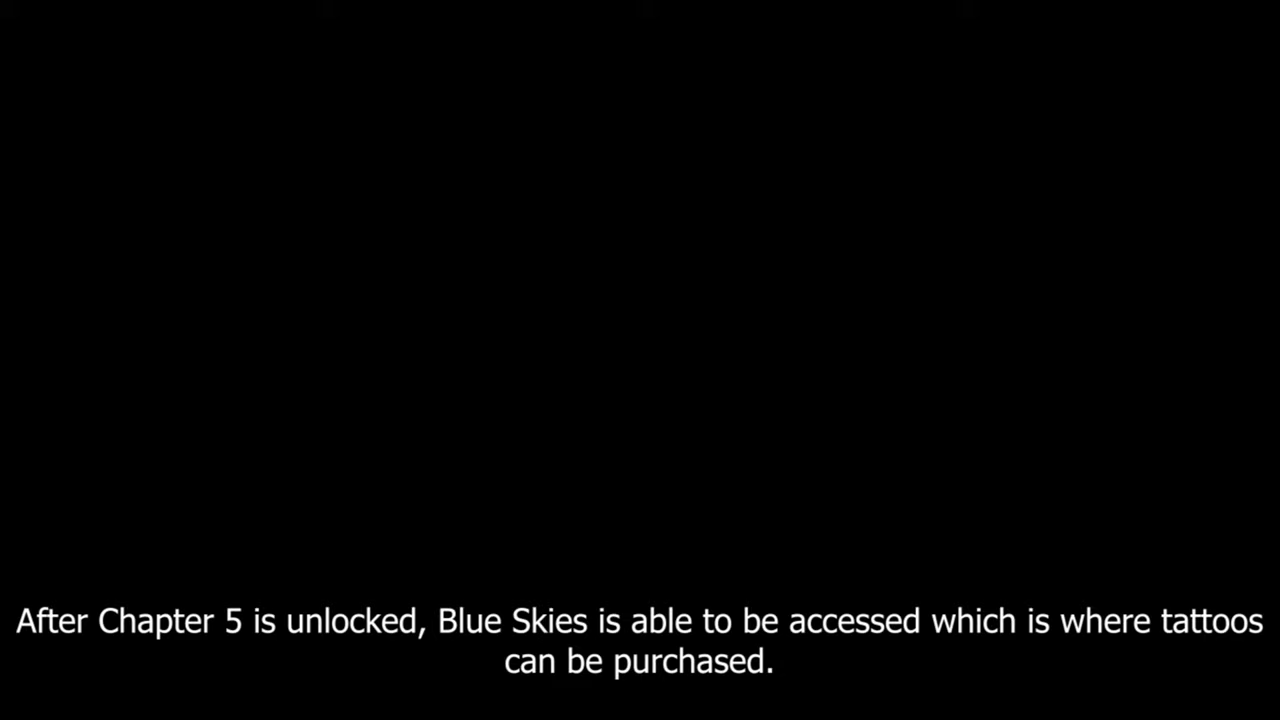 After Chapter 5 is unlocked, Blue Skies is able to be accessed which is where tattoos
can be purchased.